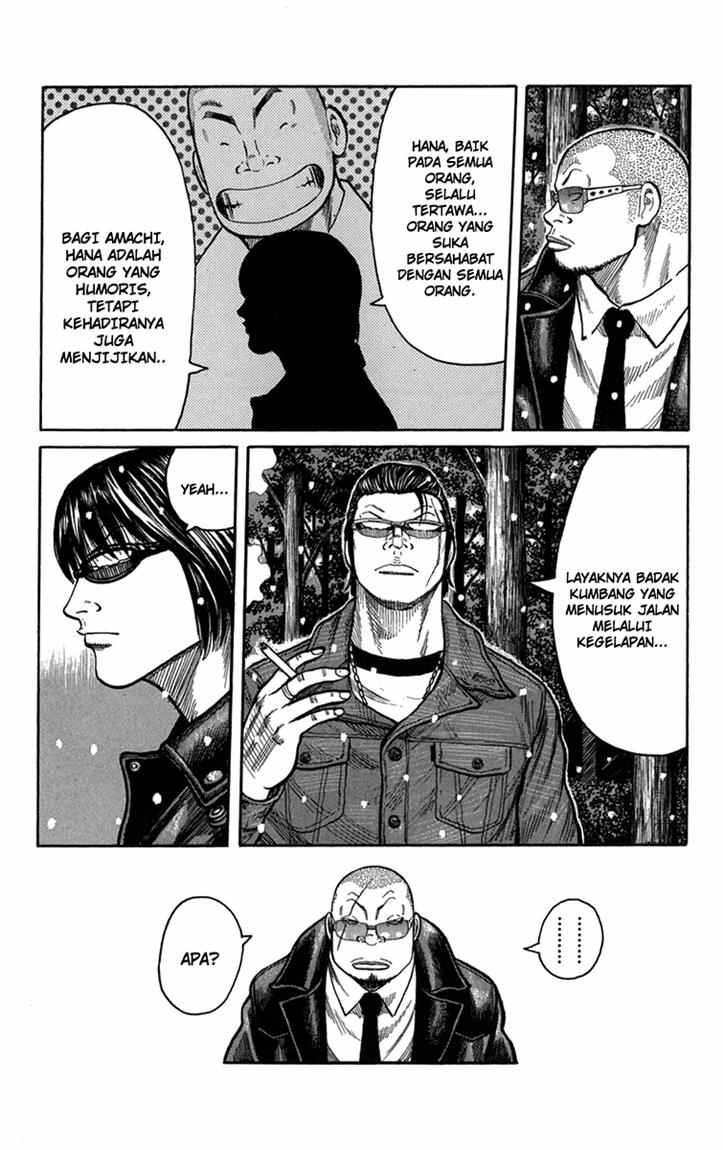 HANA, BAIK
PADA SEMUA
ORANG,
SELALU
TERTAWA...
ORANG YANG
SUKA
BERSAHABAT
DENGAN SEMUA
ORANG.
BAGI AMACHI,
HANA ADALAH
ORANG YANG
HUMORIS,
TETAPI
KEHADIRANYA
JUGA
MENJIJIKAN..
LAYAKNYA BADAK
KUMBANG YANG
MENUSUK JALAN
MELALUI
KEGELAPAN...
YEAH...
APA?